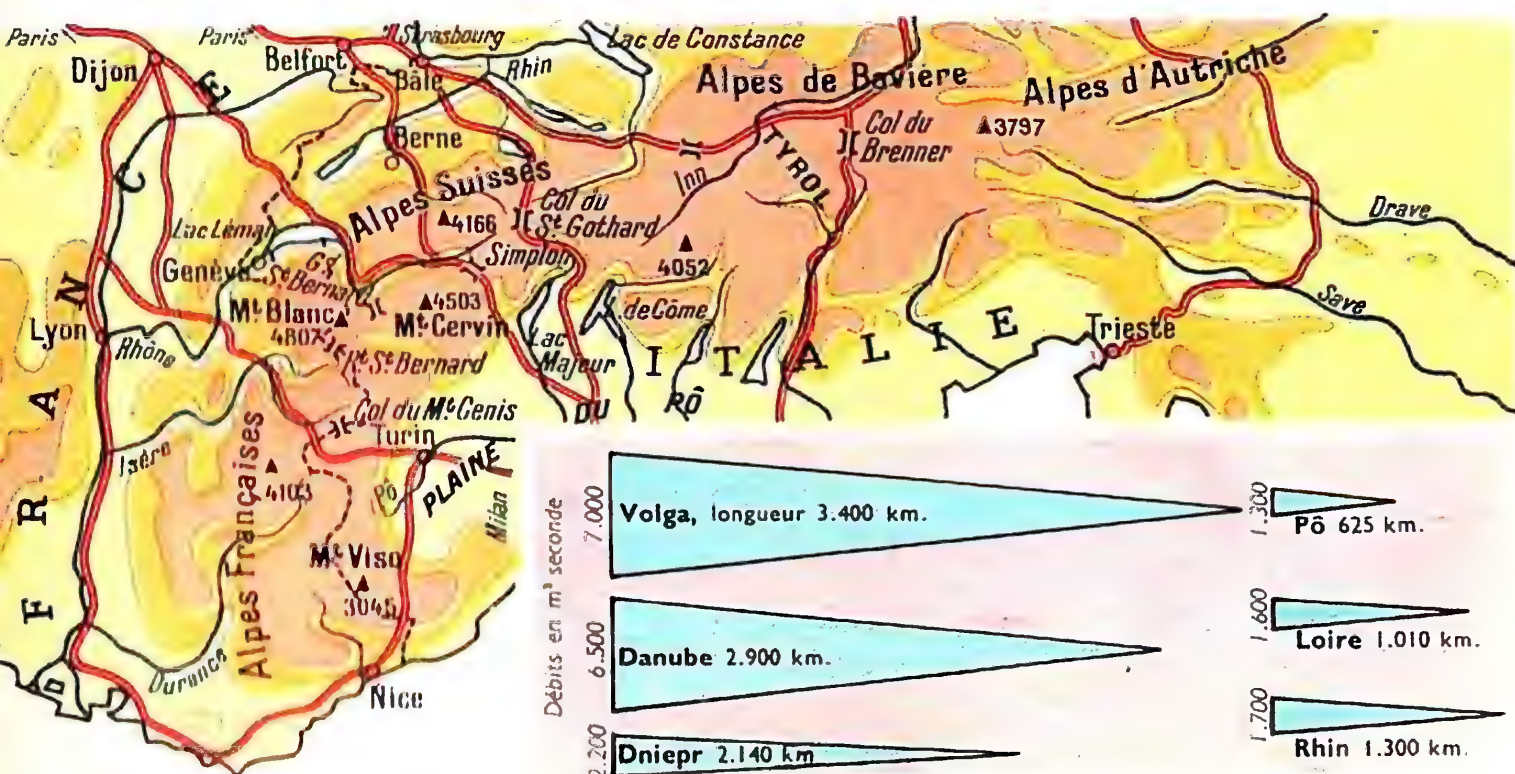 Paris
Paris
Strasbourg
Lac de Constance
Dijon
Belfort
Bâle
Rhin
Alpes de Bavière
Alpes d'Autriche
Berne
Col du
Brenner
3797
TYROL
Inn
Alpes Suisses
4166
Col du
St Gothard
Drave
Lac Léman
Genève
Gd
St Bernard
Simplon
4052
Save
Mt Blanc
4807
4503
Mt Cervin
L. de Côme
Lac
Majeur
ITALIE
Trieste
Lyon
Rhône
Pt St Bernard
DU
PÔ
FRANCE
Col du Mt Cenis
Turin
Isère
Alpes Françaises
4103
Pô
PLAINE
Milan
Mt Viso
Durance
Nice
Débits en m³ seconde
7.000
Volga, longueur 3.400 km.
6.500
Danube 2.900 km.
2.200
Dniepr 2.140 km
1.300
Pô 625 km.
1.600
Loire 1.010 km.
1.700
Rhin 1.300 km.